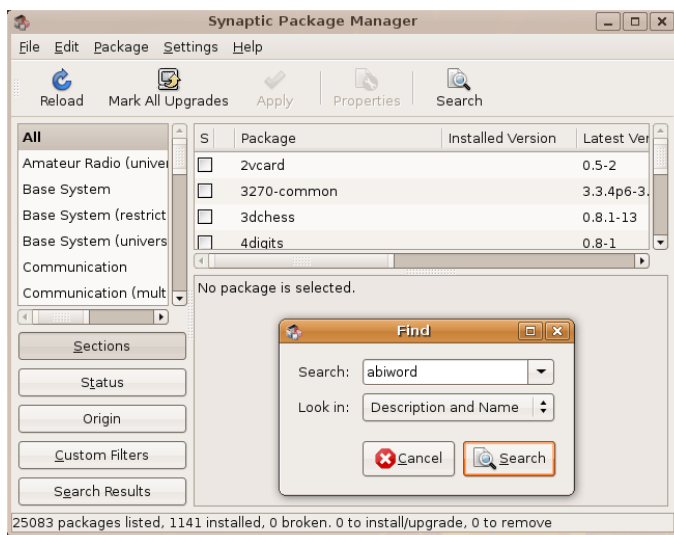 Synaptic Package Manager
File Edit Package Settings Help
Reload Mark All Upgrades Apply Properties Search
All
Amateur Radio (univer
Base System
Base System (restrict
Base System (univers
Communication
Communication (mult
S Package Installed Version Latest Ver
2vcard 0.5-2
3270-common 3.3.4p6-3.
3dchess 0.8.1-13
4digits 0.8-1
No package is selected.
Sections
Status
Origin
Custom Filters
Search Results
Find
Search: abiword
Look in: Description and Name
Cancel Search
25083 packages listed, 1141 installed, 0 broken. 0 to install/upgrade, 0 to remove